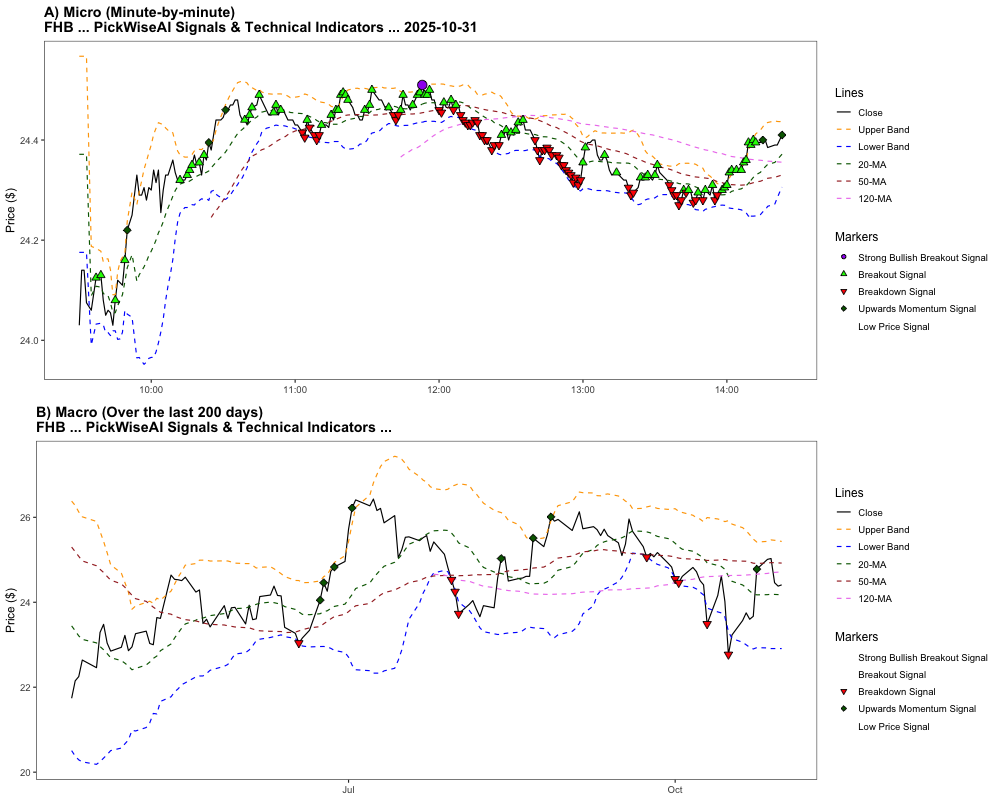 A) Micro (Minute-by-minute)
FHB ... PickWiseAI Signals & Technical Indicators ... 2025-10-31
Price ($)
24.4
24.2
24.0
10:00
11:00
12:00
13:00
14:00
Lines
Close
Upper Band
Lower Band
20-MA
50-MA
120-MA
Markers
Strong Bullish Breakout Signal
Breakout Signal
Breakdown Signal
Upwards Momentum Signal
Low Price Signal
B) Macro (Over the last 200 days)
FHB ... PickWiseAI Signals & Technical Indicators ...
Price ($)
26
24
22
20
Jul
Oct
Lines
Close
Upper Band
Lower Band
20-MA
50-MA
120-MA
Markers
Strong Bullish Breakout Signal
Breakout Signal
Breakdown Signal
Upwards Momentum Signal
Low Price Signal